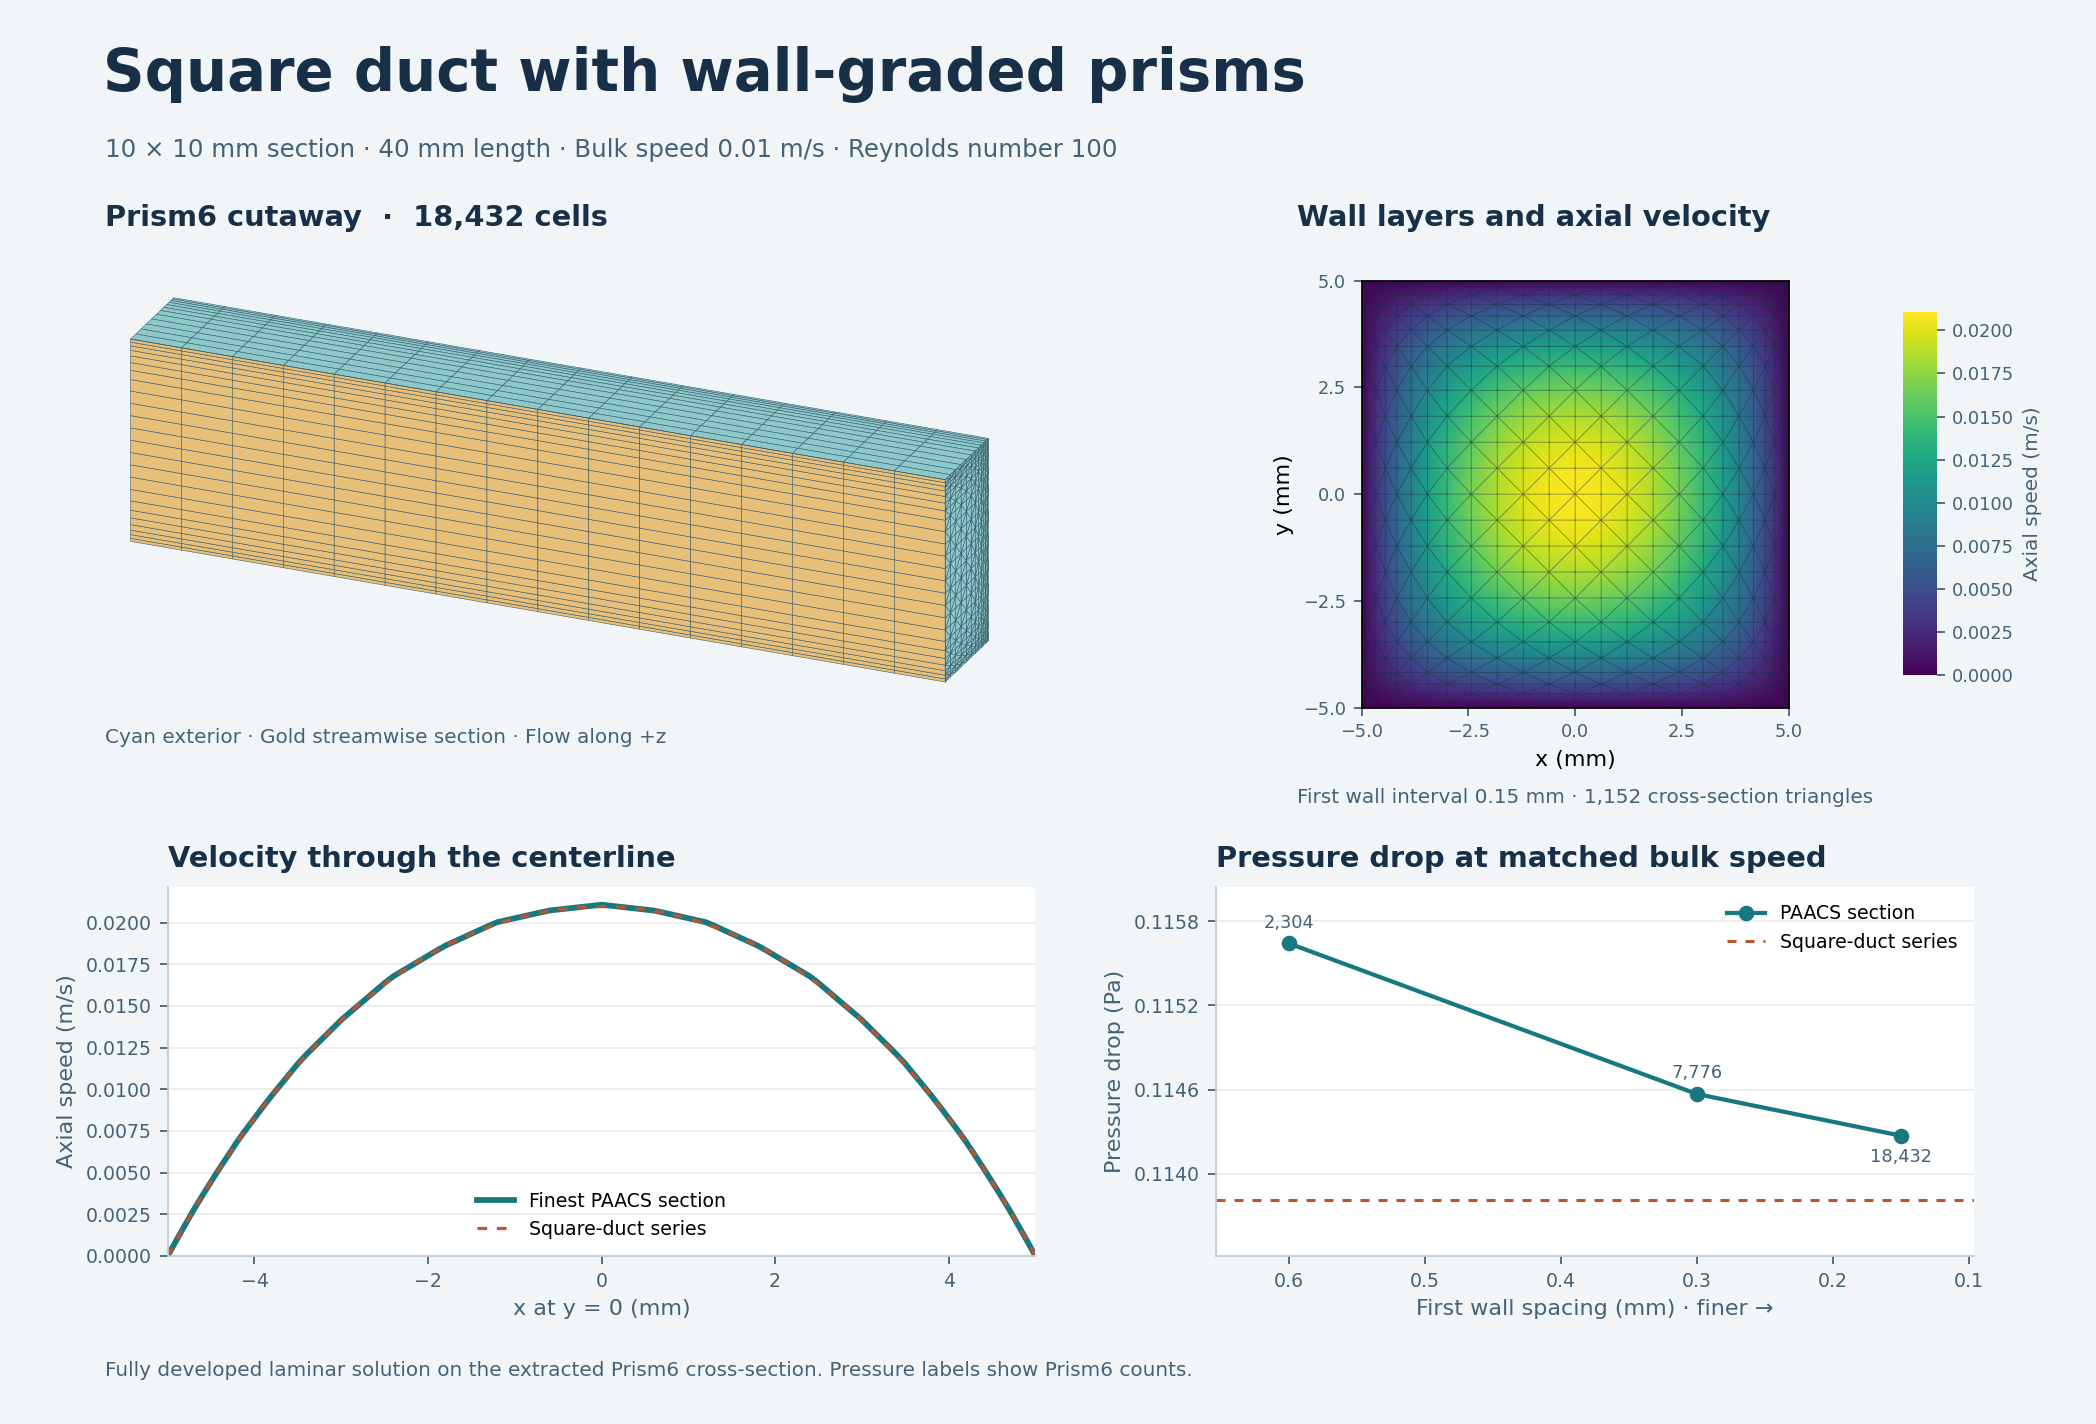 Square duct with wall-graded prisms
10 × 10 mm section · 40 mm length · Bulk speed 0.01 m/s · Reynolds number 100
Prism6 cutaway · 18,432 cells
Cyan exterior · Gold streamwise section · Flow along +z
Wall layers and axial velocity
5.0
2.5
0.0
−2.5
−5.0
y (mm)
−5.0 −2.5 0.0 2.5 5.0
x (mm)
0.0200
0.0175
0.0150
0.0125
0.0100
0.0075
0.0050
0.0025
0.0000
Axial speed (m/s)
First wall interval 0.15 mm · 1,152 cross-section triangles
Velocity through the centerline
0.0200
0.0175
0.0150
0.0125
0.0100
0.0075
0.0050
0.0025
0.0000
Axial speed (m/s)
Finest PAACS section
Square-duct series
−4 −2 0 2 4
x at y = 0 (mm)
Pressure drop at matched bulk speed
0.1158
0.1152
0.1146
0.1140
Pressure drop (Pa)
2,304
7,776
18,432
PAACS section
Square-duct series
0.6 0.5 0.4 0.3 0.2 0.1
First wall spacing (mm) · finer →
Fully developed laminar solution on the extracted Prism6 cross-section. Pressure labels show Prism6 counts.